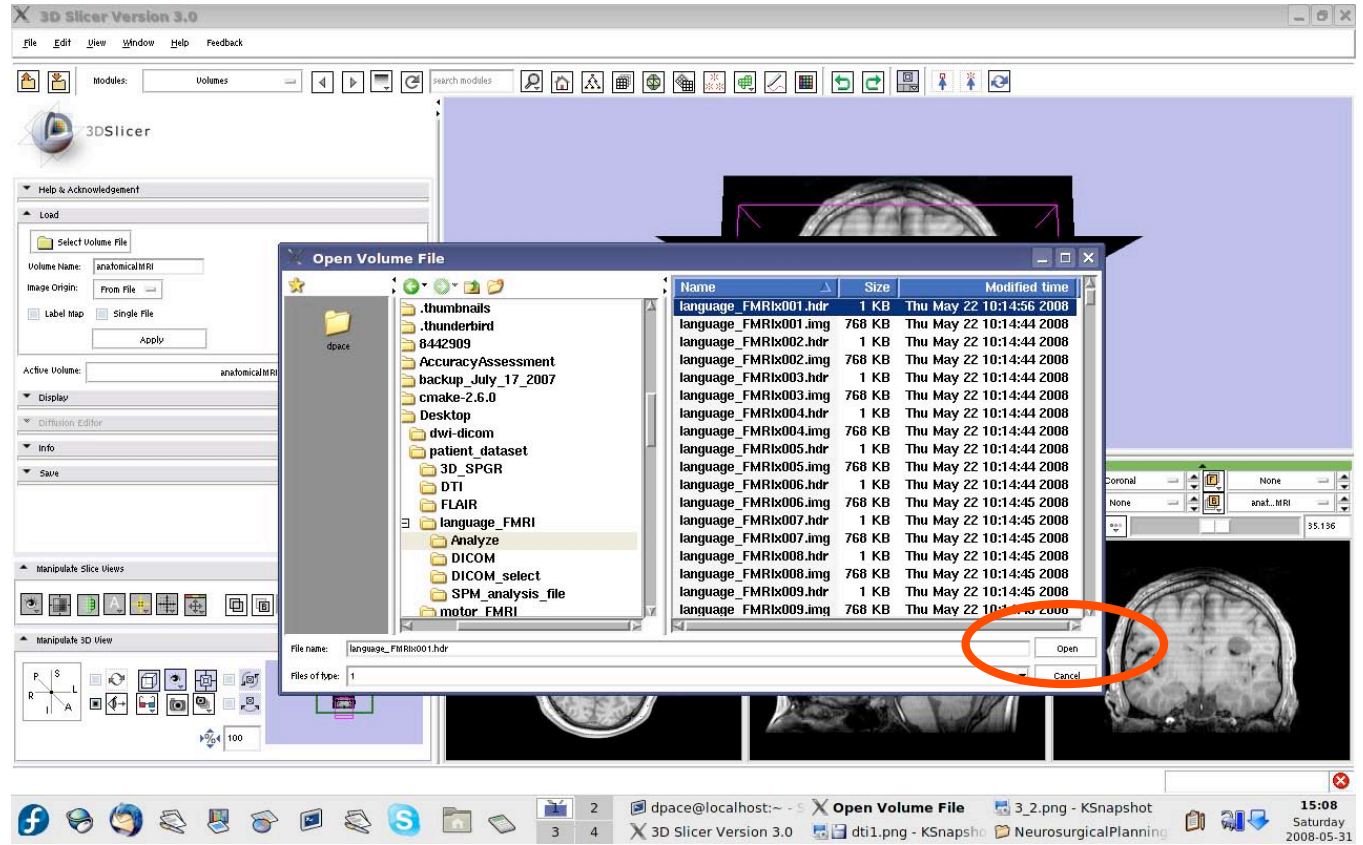 3D Slicer Version 3.0
File Edit View Window Help Feedback
Modules: Volumes search modules
3DSlicer
Help & Acknowledgement
Load
Select Volume File
Volume Name: anatomicalMRI
Image Origin: From File
Label Map Single File
Apply
Active Volume: anatomicalMRI
Display
Diffusion Editor
Info
Save
Manipulate Slice Views
Manipulate 3D View
P S
R L
I A
100
Open Volume File
dpace
.thumbnails
.thunderbird
8442909
AccuracyAssessment
backup_July_17_2007
cmake-2.6.0
Desktop
dwi-dicom
patient_dataset
3D_SPGR
DTI
FLAIR
language_FMRI
Analyze
DICOM
DICOM_select
SPM_analysis_file
motor_FMRI
Name Size Modified time
language_FMRIx001.hdr 1 KB Thu May 22 10:14:56 2008
language_FMRIx001.img 768 KB Thu May 22 10:14:44 2008
language_FMRIx002.hdr 1 KB Thu May 22 10:14:44 2008
language_FMRIx002.img 768 KB Thu May 22 10:14:44 2008
language_FMRIx003.hdr 1 KB Thu May 22 10:14:44 2008
language_FMRIx003.img 768 KB Thu May 22 10:14:44 2008
language_FMRIx004.hdr 1 KB Thu May 22 10:14:44 2008
language_FMRIx004.img 768 KB Thu May 22 10:14:44 2008
language_FMRIx005.hdr 1 KB Thu May 22 10:14:44 2008
language_FMRIx005.img 768 KB Thu May 22 10:14:44 2008
language_FMRIx006.hdr 1 KB Thu May 22 10:14:44 2008
language_FMRIx006.img 768 KB Thu May 22 10:14:45 2008
language_FMRIx007.hdr 1 KB Thu May 22 10:14:45 2008
language_FMRIx007.img 768 KB Thu May 22 10:14:45 2008
language_FMRIx008.hdr 1 KB Thu May 22 10:14:45 2008
language_FMRIx008.img 768 KB Thu May 22 10:14:45 2008
language_FMRIx009.hdr 1 KB Thu May 22 10:14:45 2008
language_FMRIx009.img 768 KB Thu May 22 10:14:45 2008
File name: language_FMRIx001.hdr Open
Files of type: 1 Cancel
Coronal F None
None B anat...MRI
35.136
1 2 dpace@localhost:~ - S Open Volume File 3_2.png - KSnapshot
3 4 3D Slicer Version 3.0 dti1.png - KSnapsho NeurosurgicalPlanning
15:08
Saturday
2008-05-31